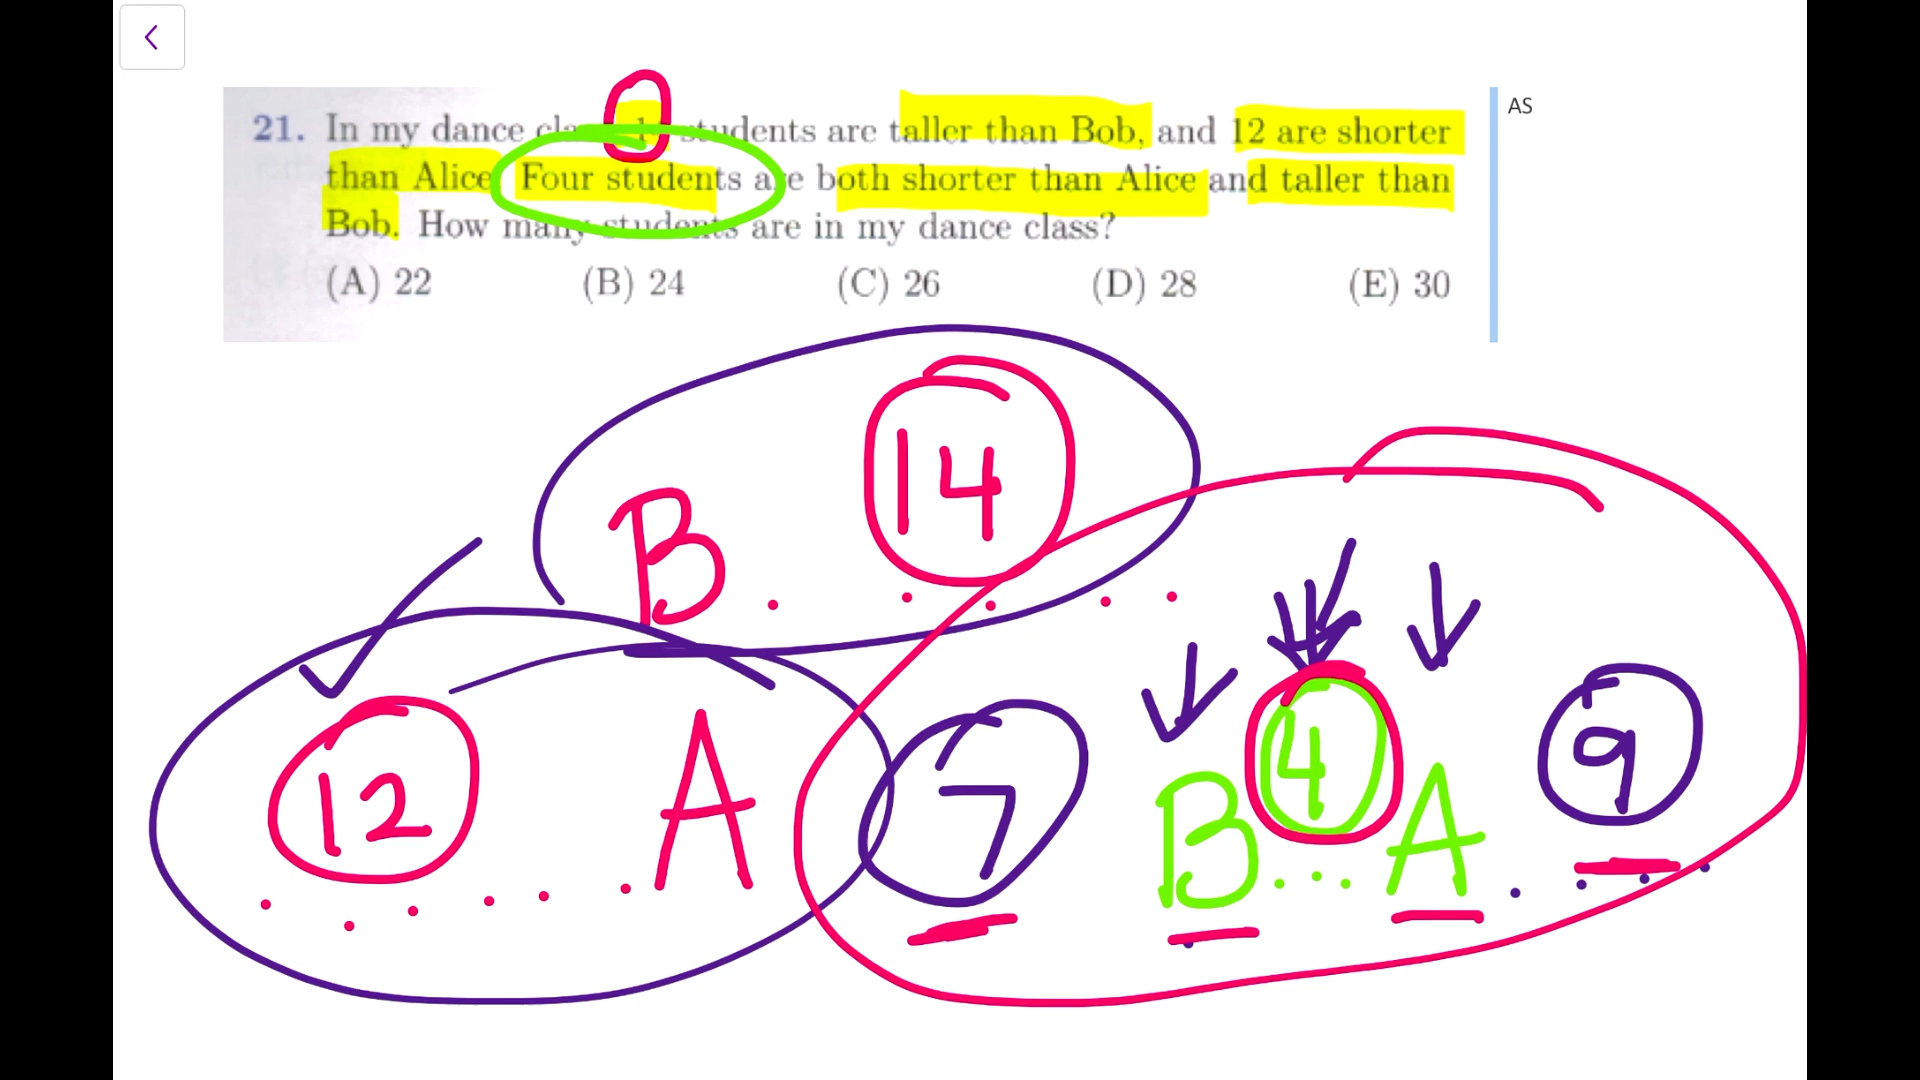 AS
21. In my dance students are taller than Bob, and 12 are shorter
than Alice Four students are both shorter than Alice and taller than
Bob. How many students are in my dance class?
(A) 22 (B) 24 (C) 26 (D) 28 (E) 30
B 14
12 A 7 B 4 A 9